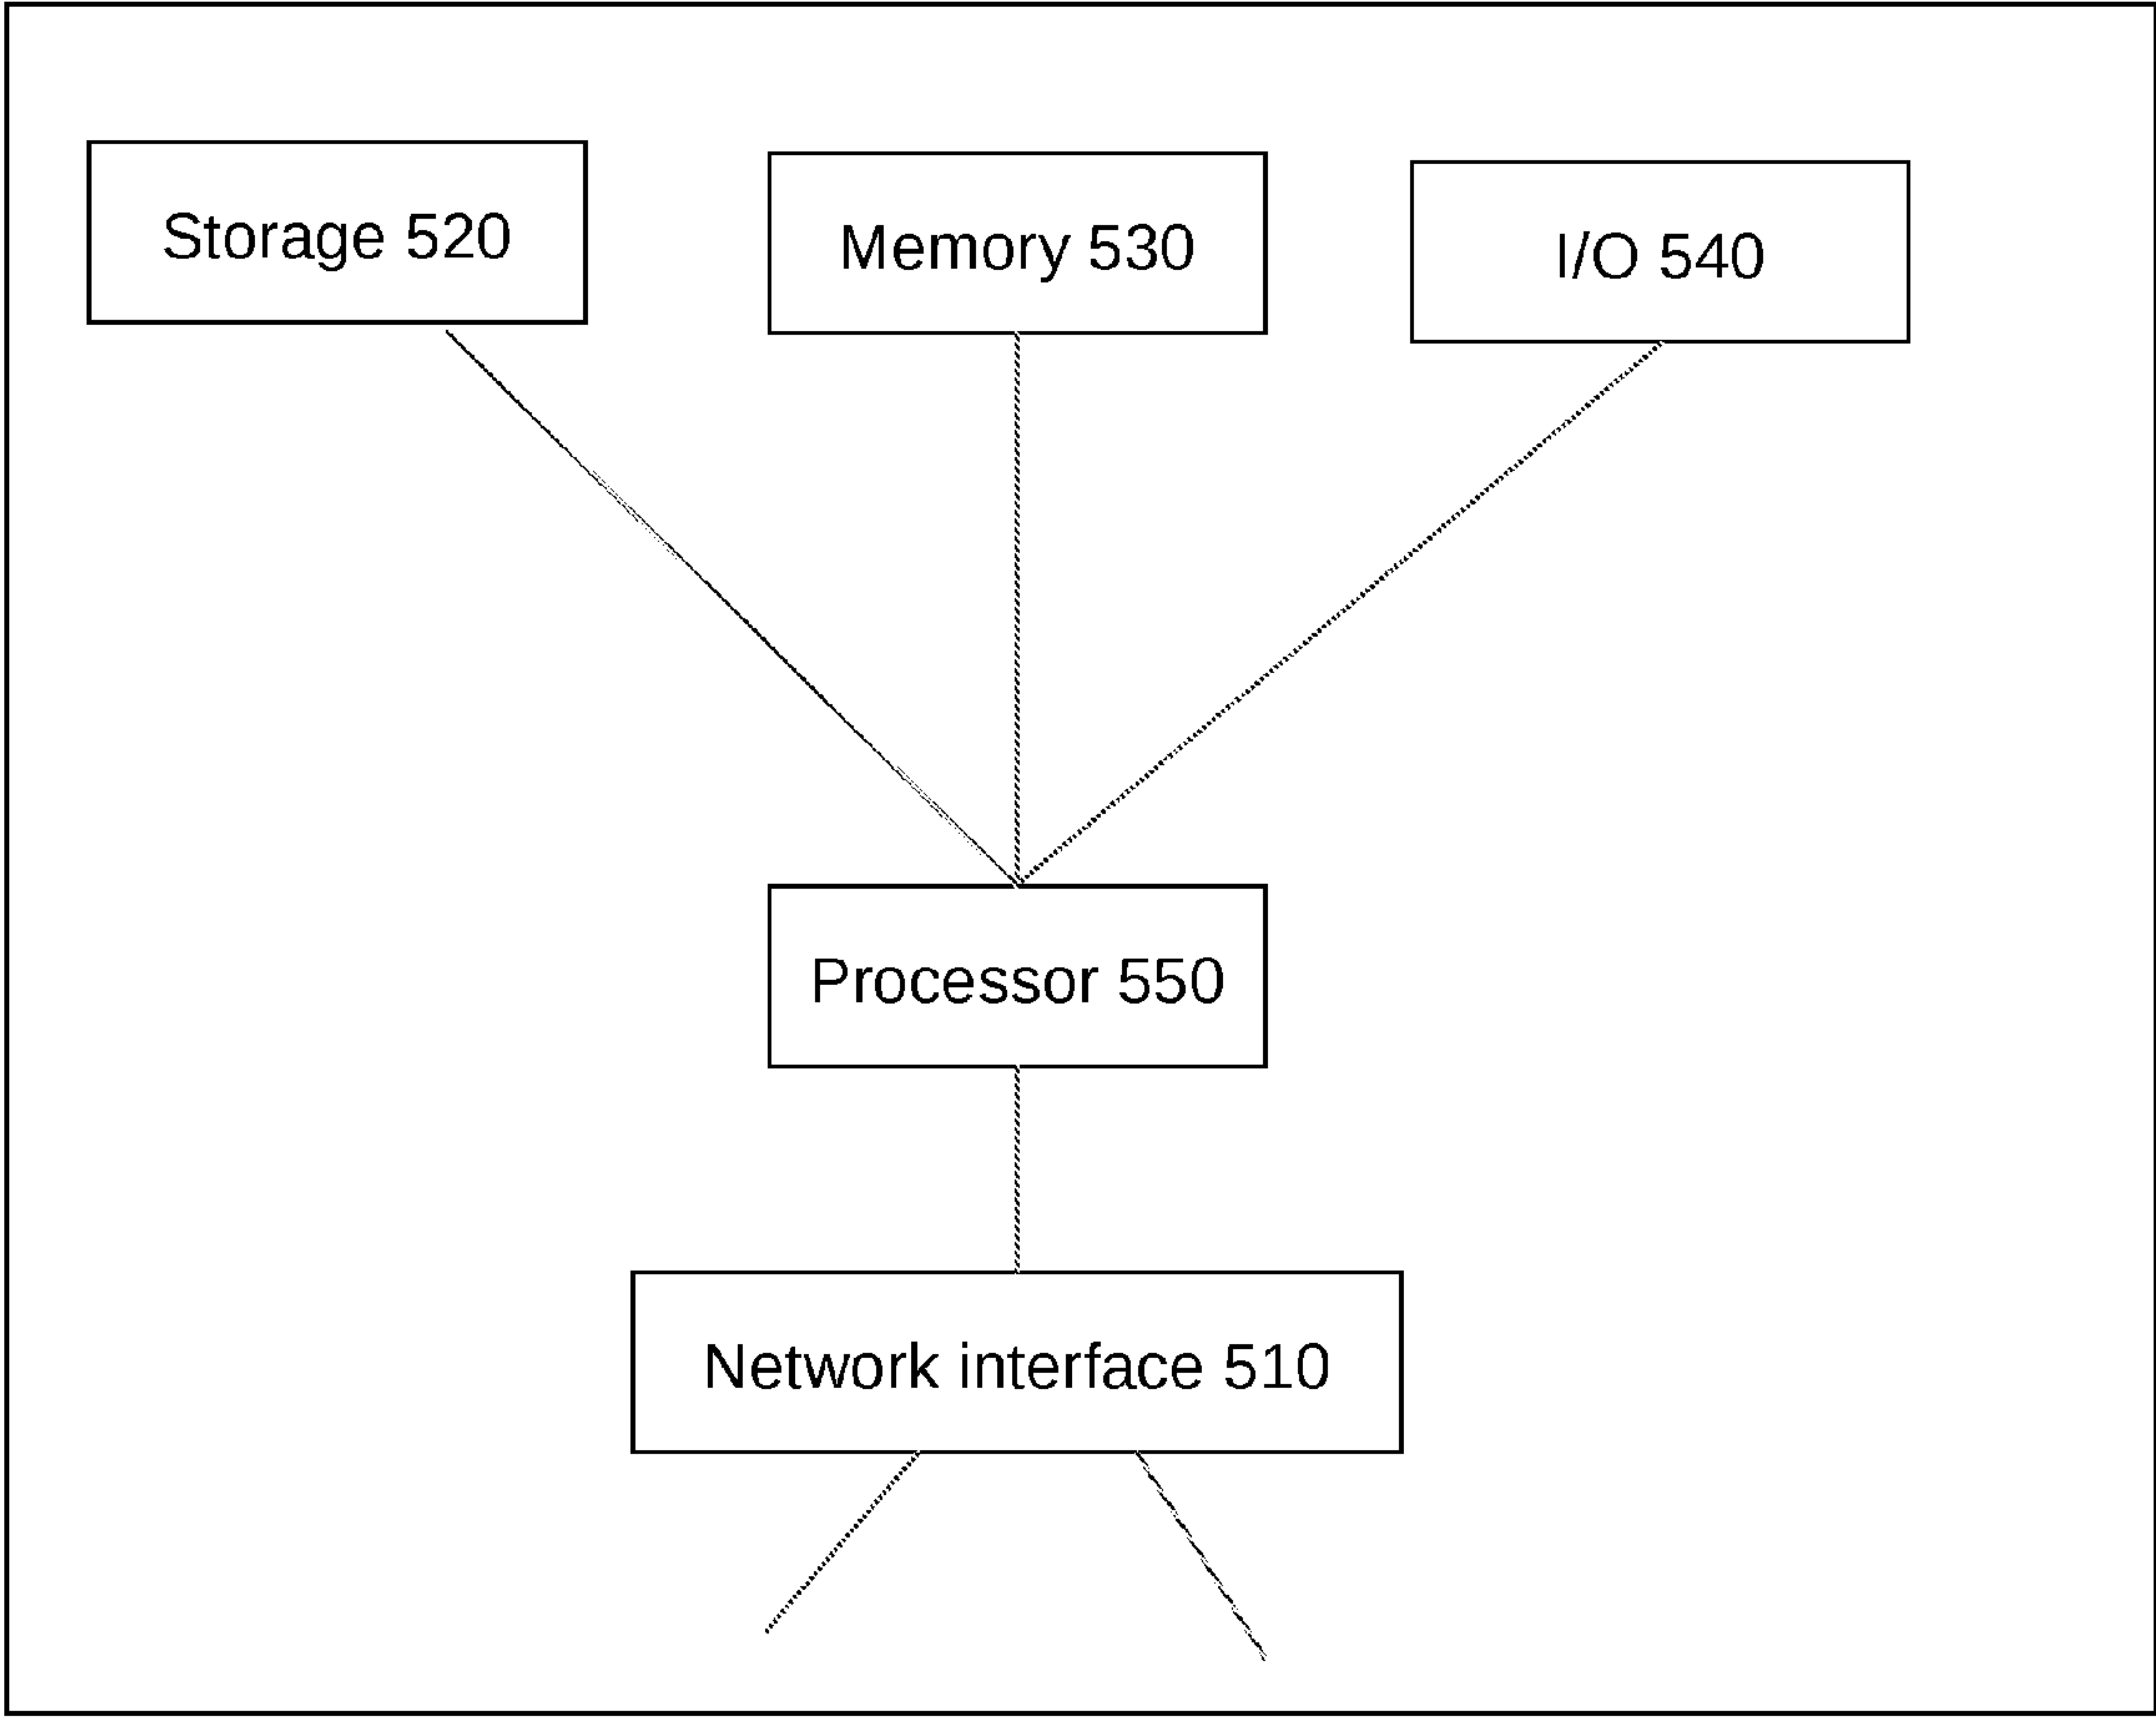 Storage 520
Memory 530
I/O 540
Processor 550
Network interface 510